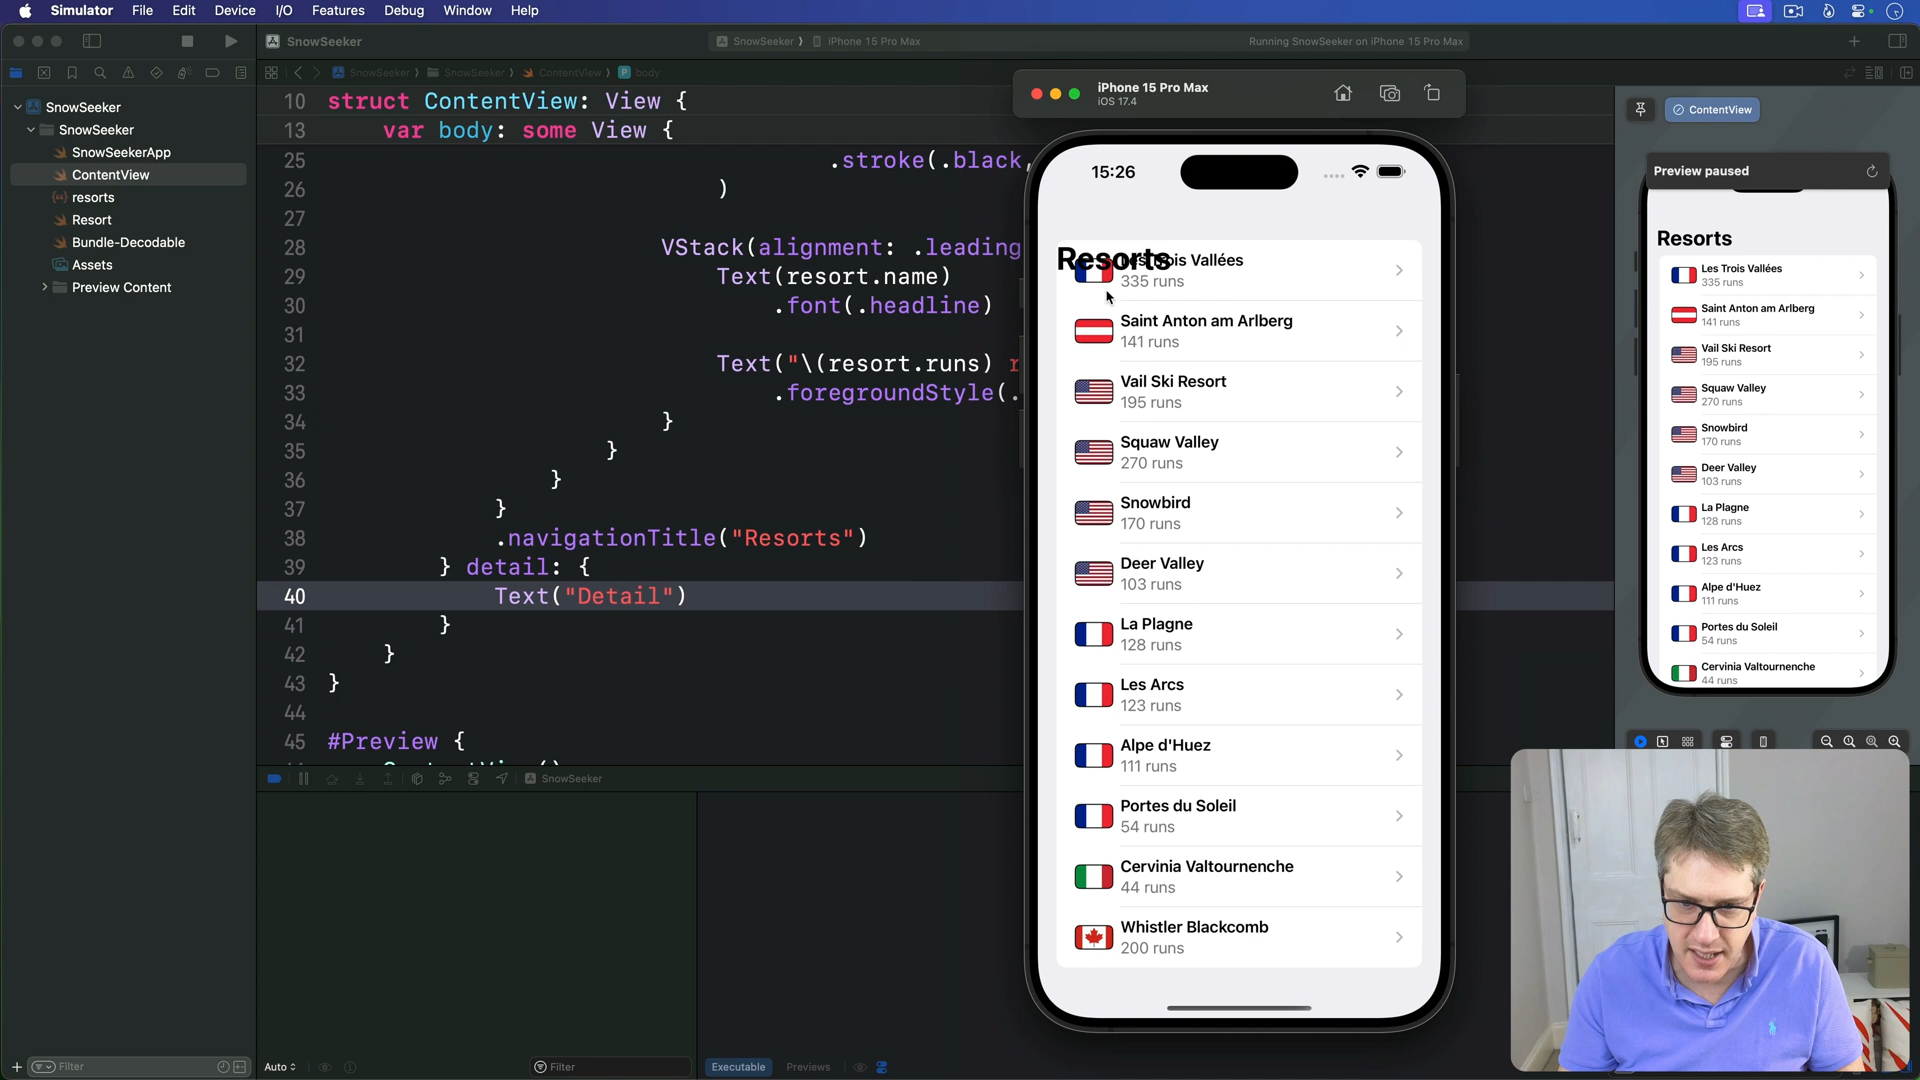 Simulator File Edit Device I/O Features Debug Window Help
SnowSeeker
SnowSeeker iPhone 15 Pro Max
Running SnowSeeker on iPhone 15 Pro Max
SnowSeeker SnowSeeker ContentView P body
SnowSeeker
SnowSeeker
SnowSeekerApp
ContentView
resorts
Resort
Bundle-Decodable
Assets
Preview Content
Filter
10 struct ContentView: View {
13 var body: some View {
25 .stroke(.black,
26 )
27
28 VStack(alignment: .leading
29 Text(resort.name)
30 .font(.headline)
31
32 Text("\(resort.runs) r
33 .foregroundStyle(.
34 }
35 }
36 }
37 }
38 .navigationTitle("Resorts")
39 } detail: {
40 Text("Detail")
41 }
42 }
43 }
44
45 #Preview {
SnowSeeker
Auto
Filter
Executable Previews
iPhone 15 Pro Max
iOS 17.4
15:26
Resorts
Les Trois Vallées
335 runs
Saint Anton am Arlberg
141 runs
Vail Ski Resort
195 runs
Squaw Valley
270 runs
Snowbird
170 runs
Deer Valley
103 runs
La Plagne
128 runs
Les Arcs
123 runs
Alpe d'Huez
111 runs
Portes du Soleil
54 runs
Cervinia Valtournenche
44 runs
Whistler Blackcomb
200 runs
ContentView
Preview paused
Resorts
Les Trois Vallées
335 runs
Saint Anton am Arlberg
141 runs
Vail Ski Resort
195 runs
Squaw Valley
270 runs
Snowbird
170 runs
Deer Valley
103 runs
La Plagne
128 runs
Les Arcs
123 runs
Alpe d'Huez
111 runs
Portes du Soleil
54 runs
Cervinia Valtournenche
44 runs